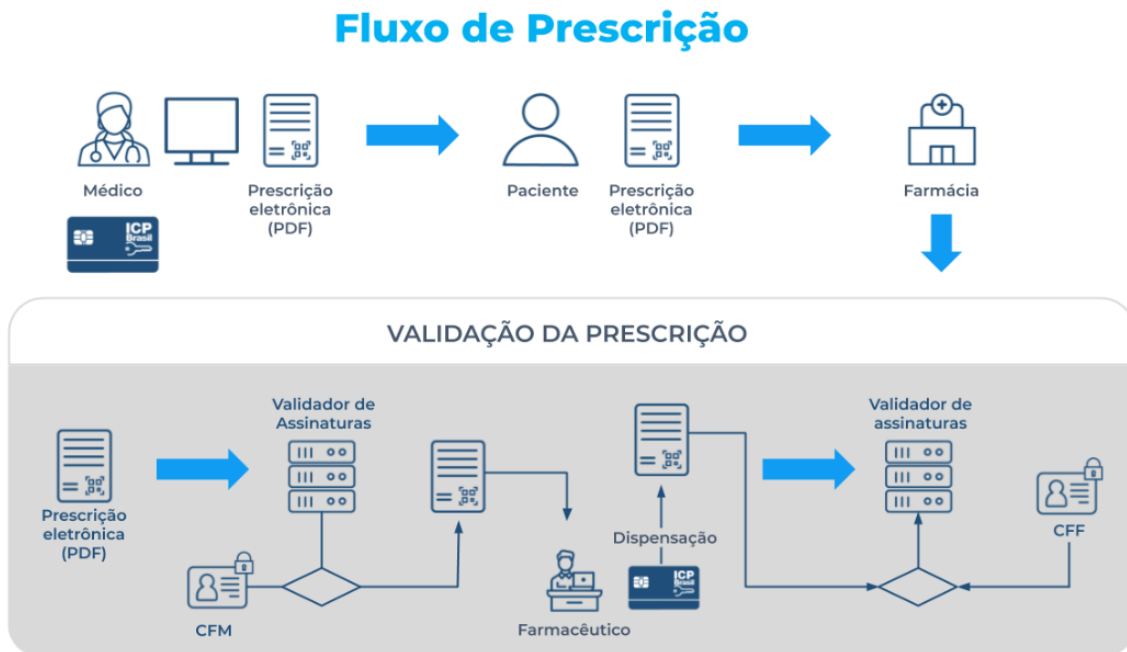 Fluxo de Prescrição
Médico
Prescrição
eletrônica
(PDF)
Paciente
Prescrição
eletrônica
(PDF)
Farmácia
ICP
Brasil
VALIDAÇÃO DA PRESCRIÇÃO
Validador de
Assinaturas
Validador de
assinaturas
Prescrição
eletrônica
(PDF)
CFF
Dispensação
ICP
Brasil
CFM
Farmacêutico